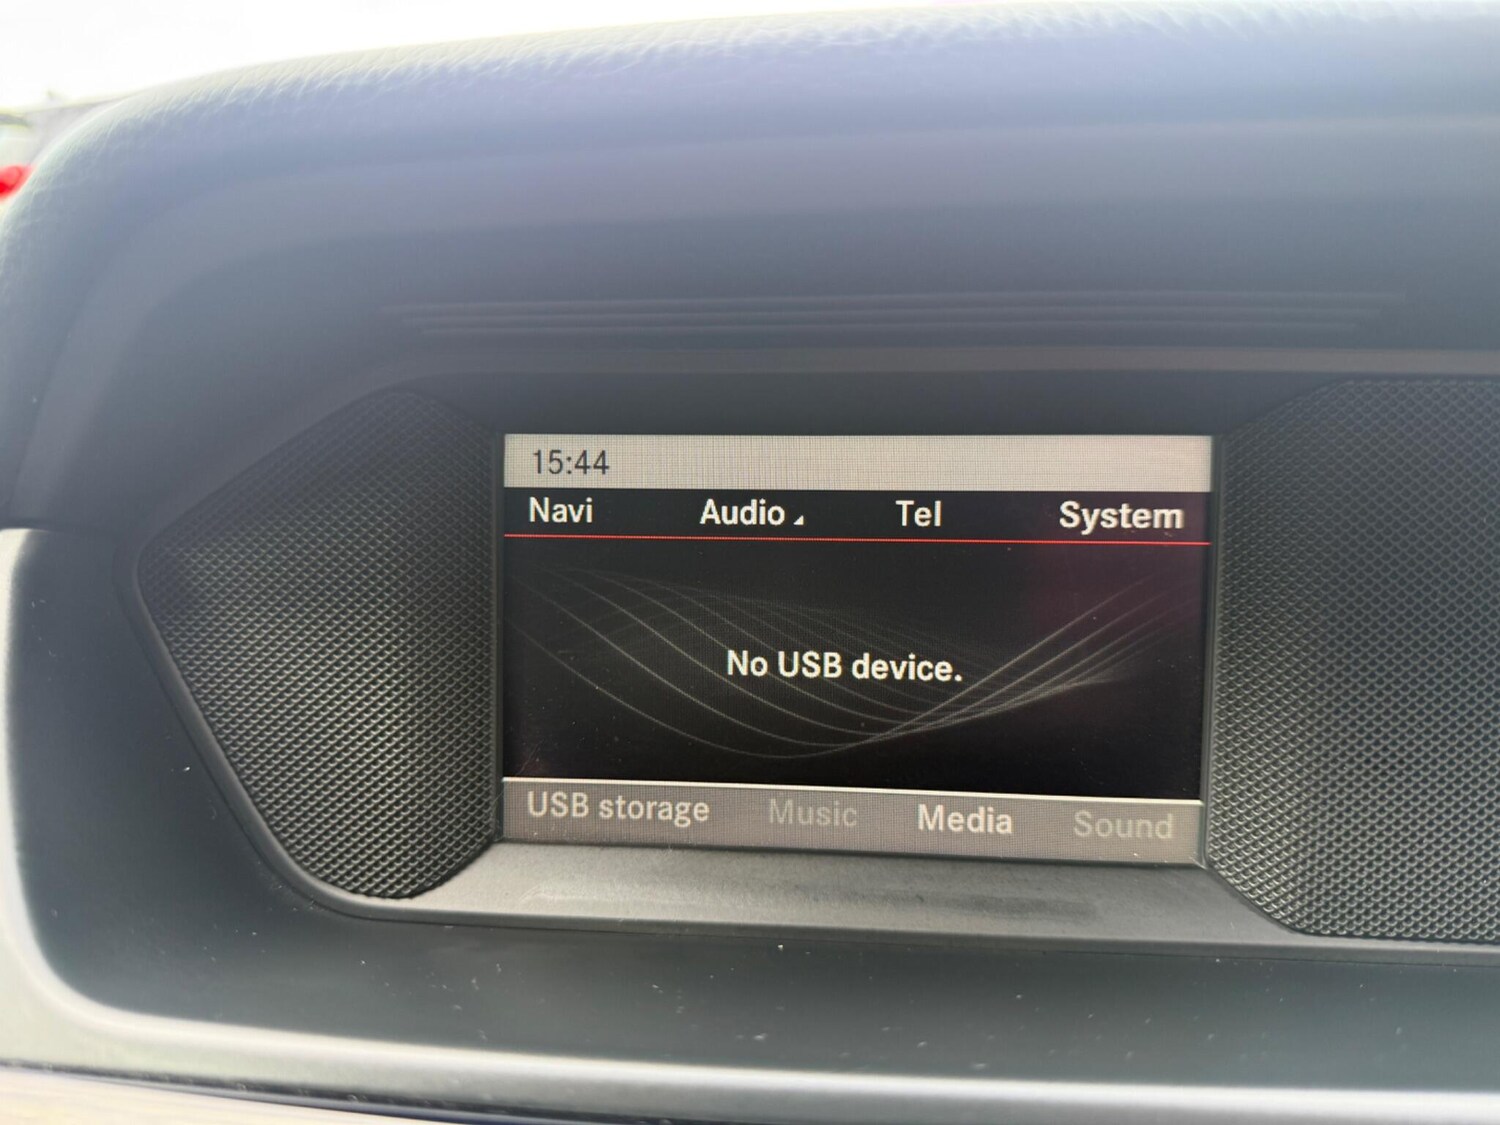 15:44
Navi Audio Tel System
No USB device.
USB storage Music Media Sound